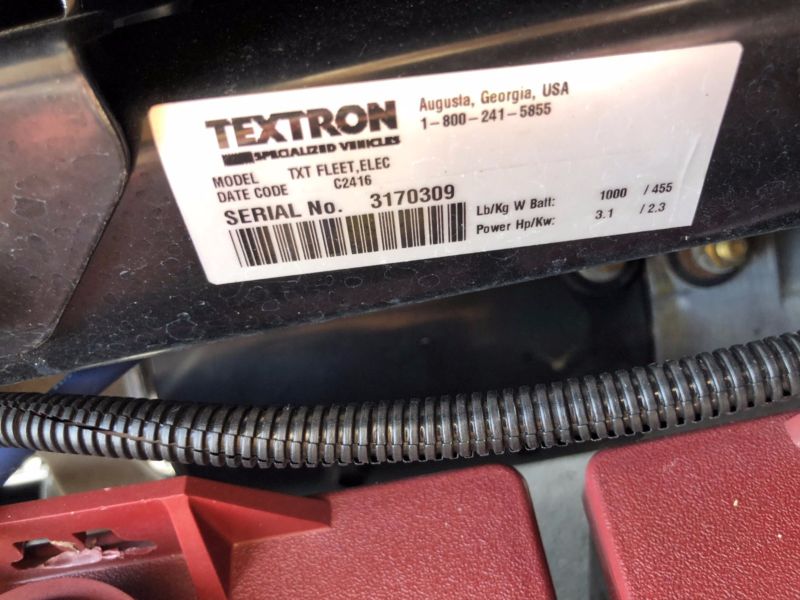 TEXTRON
SPECIALIZED VEHICLES
Augusta, Georgia, USA
1-800-241-5855
MODEL TXT FLEET,ELEC
DATE CODE C2416
SERIAL No. 3170309
Lb/Kg W Batt: 1000 / 455
Power Hp/Kw: 3.1 / 2.3